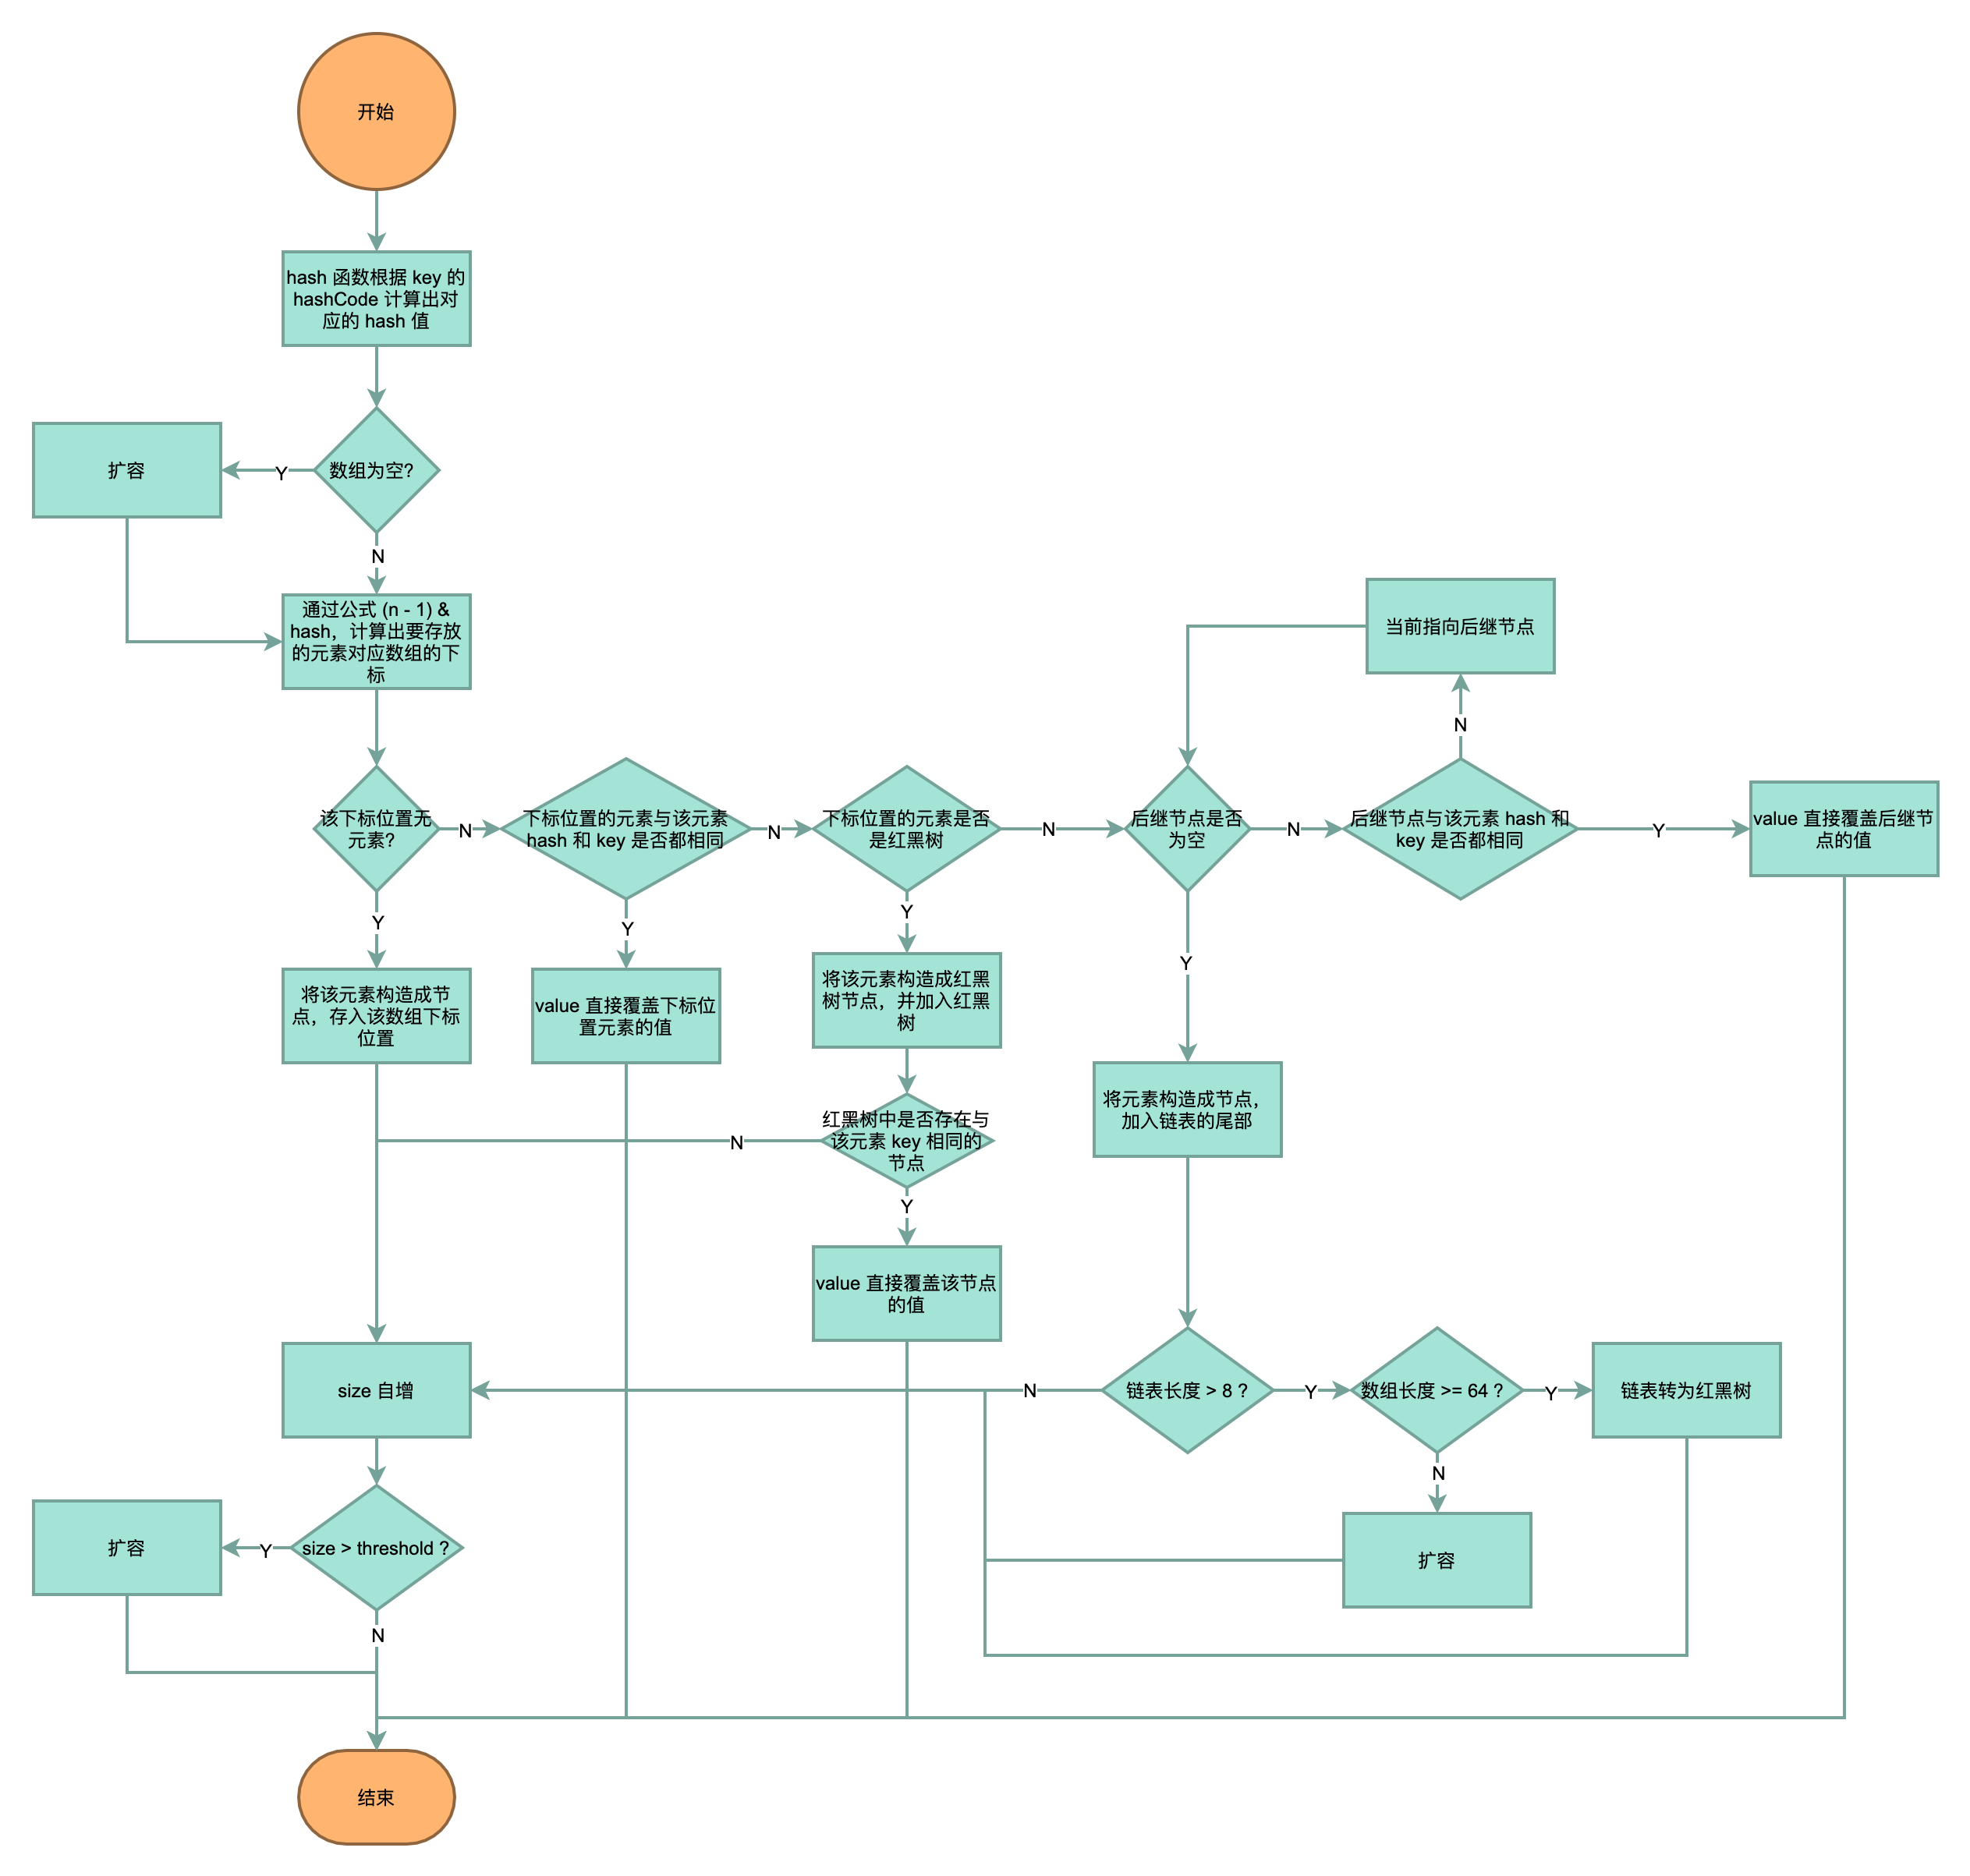 开始
hash 函数根据 key 的
hashCode 计算出对
应的 hash 值
扩容
Y
数组为空?
N
通过公式 (n - 1) &
hash，计算出要存放
的元素对应数组的下
标
当前指向后继节点
N
该下标位置无
元素?
N
下标位置的元素与该元素
hash 和 key 是否都相同
N
下标位置的元素是否
是红黑树
N
后继节点是否
为空
N
后继节点与该元素 hash 和
key 是否都相同
Y
value 直接覆盖后继节
点的值
Y
Y
Y
Y
将该元素构造成节
点，存入该数组下标
位置
value 直接覆盖下标位
置元素的值
将该元素构造成红黑
树节点，并加入红黑
树
将元素构造成节点，
加入链表的尾部
N
红黑树中是否存在与
该元素 key 相同的
节点
Y
value 直接覆盖该节点
的值
size 自增
N
链表长度 > 8 ?
Y
数组长度 >= 64 ?
Y
链表转为红黑树
N
扩容
扩容
Y
size > threshold ?
N
结束